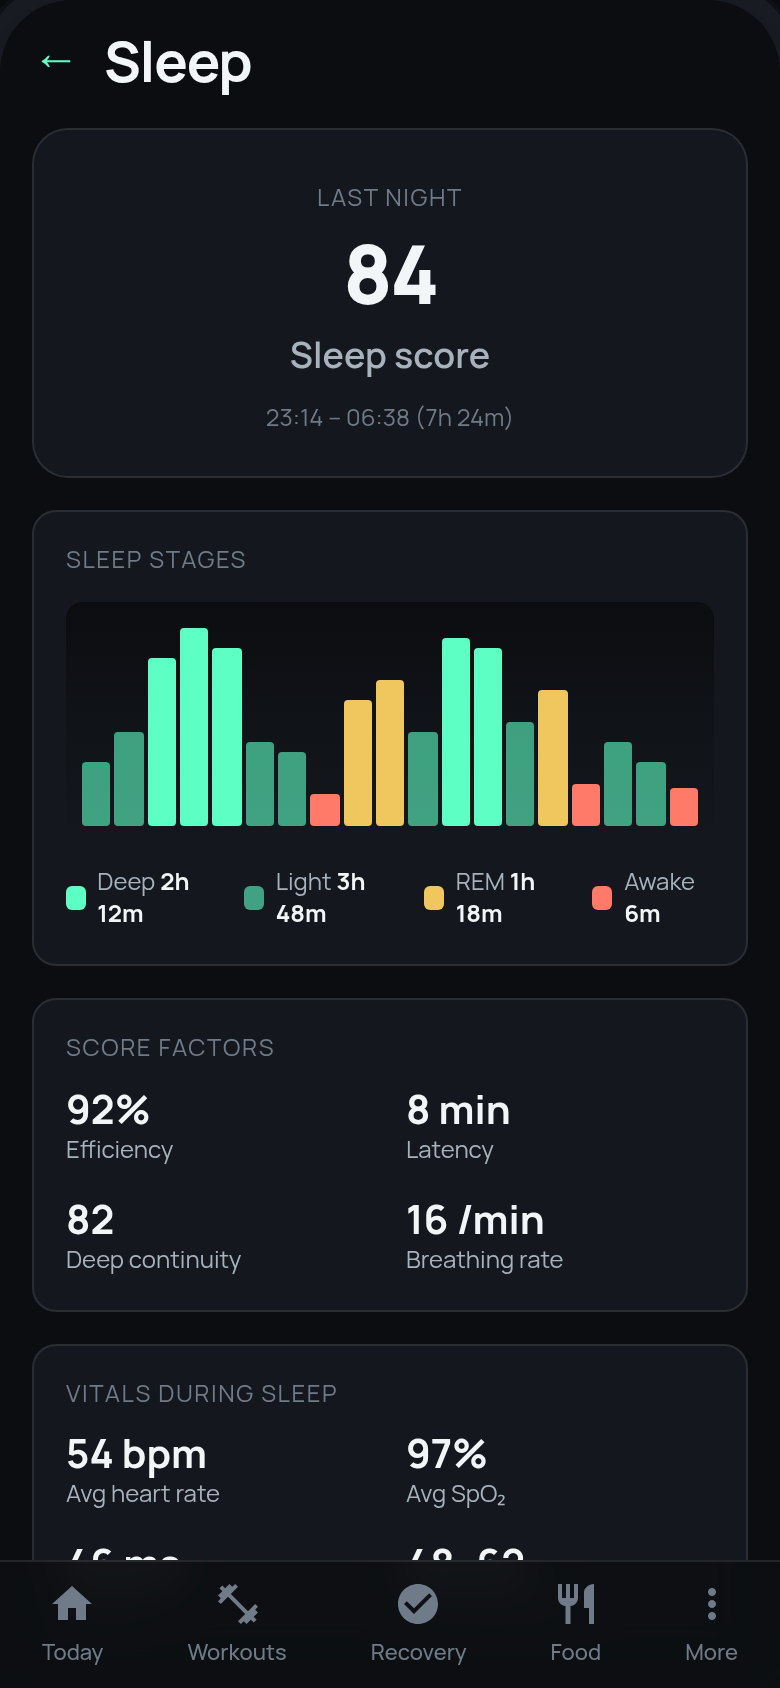 ← Sleep
LAST NIGHT
84
Sleep score
23:14 – 06:38 (7h 24m)
SLEEP STAGES
Deep 2h 12m
Light 3h 48m
REM 1h 18m
Awake 6m
SCORE FACTORS
92%
Efficiency
8 min
Latency
82
Deep continuity
16 /min
Breathing rate
VITALS DURING SLEEP
54 bpm
Avg heart rate
97%
Avg SpO₂
Today
Workouts
Recovery
Food
More